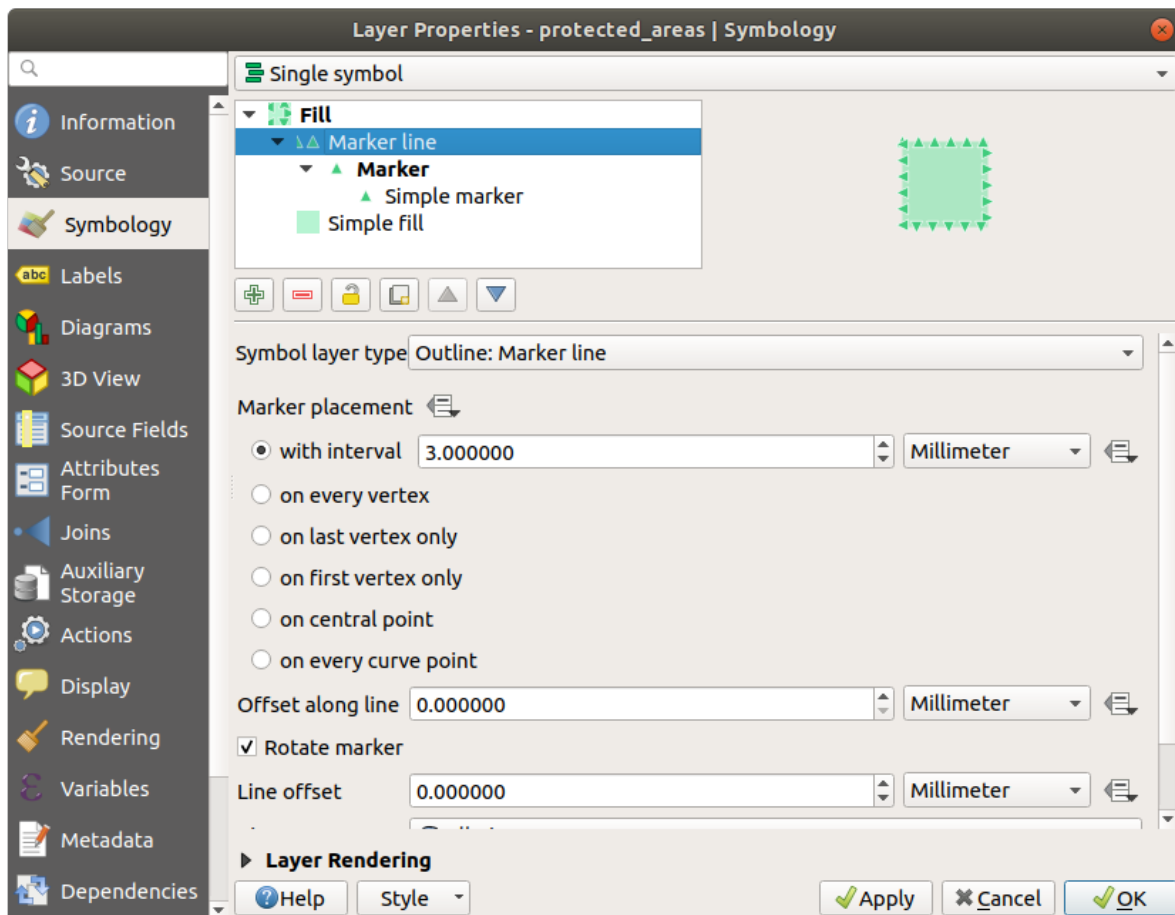 Layer Properties - protected_areas | Symbology
Information
Source
Symbology
Labels
abc
Diagrams
3D View
Source Fields
Attributes
Form
Joins
Auxiliary
Storage
Actions
Display
Rendering
Variables
Metadata
Dependencies
Single symbol
Fill
Marker line
Marker
Simple marker
Simple fill
Symbol layer type Outline: Marker line
Marker placement
with interval 3.000000 Millimeter
on every vertex
on last vertex only
on first vertex only
on central point
on every curve point
Offset along line 0.000000 Millimeter
Rotate marker
Line offset 0.000000 Millimeter
Layer Rendering
Help Style Apply Cancel OK